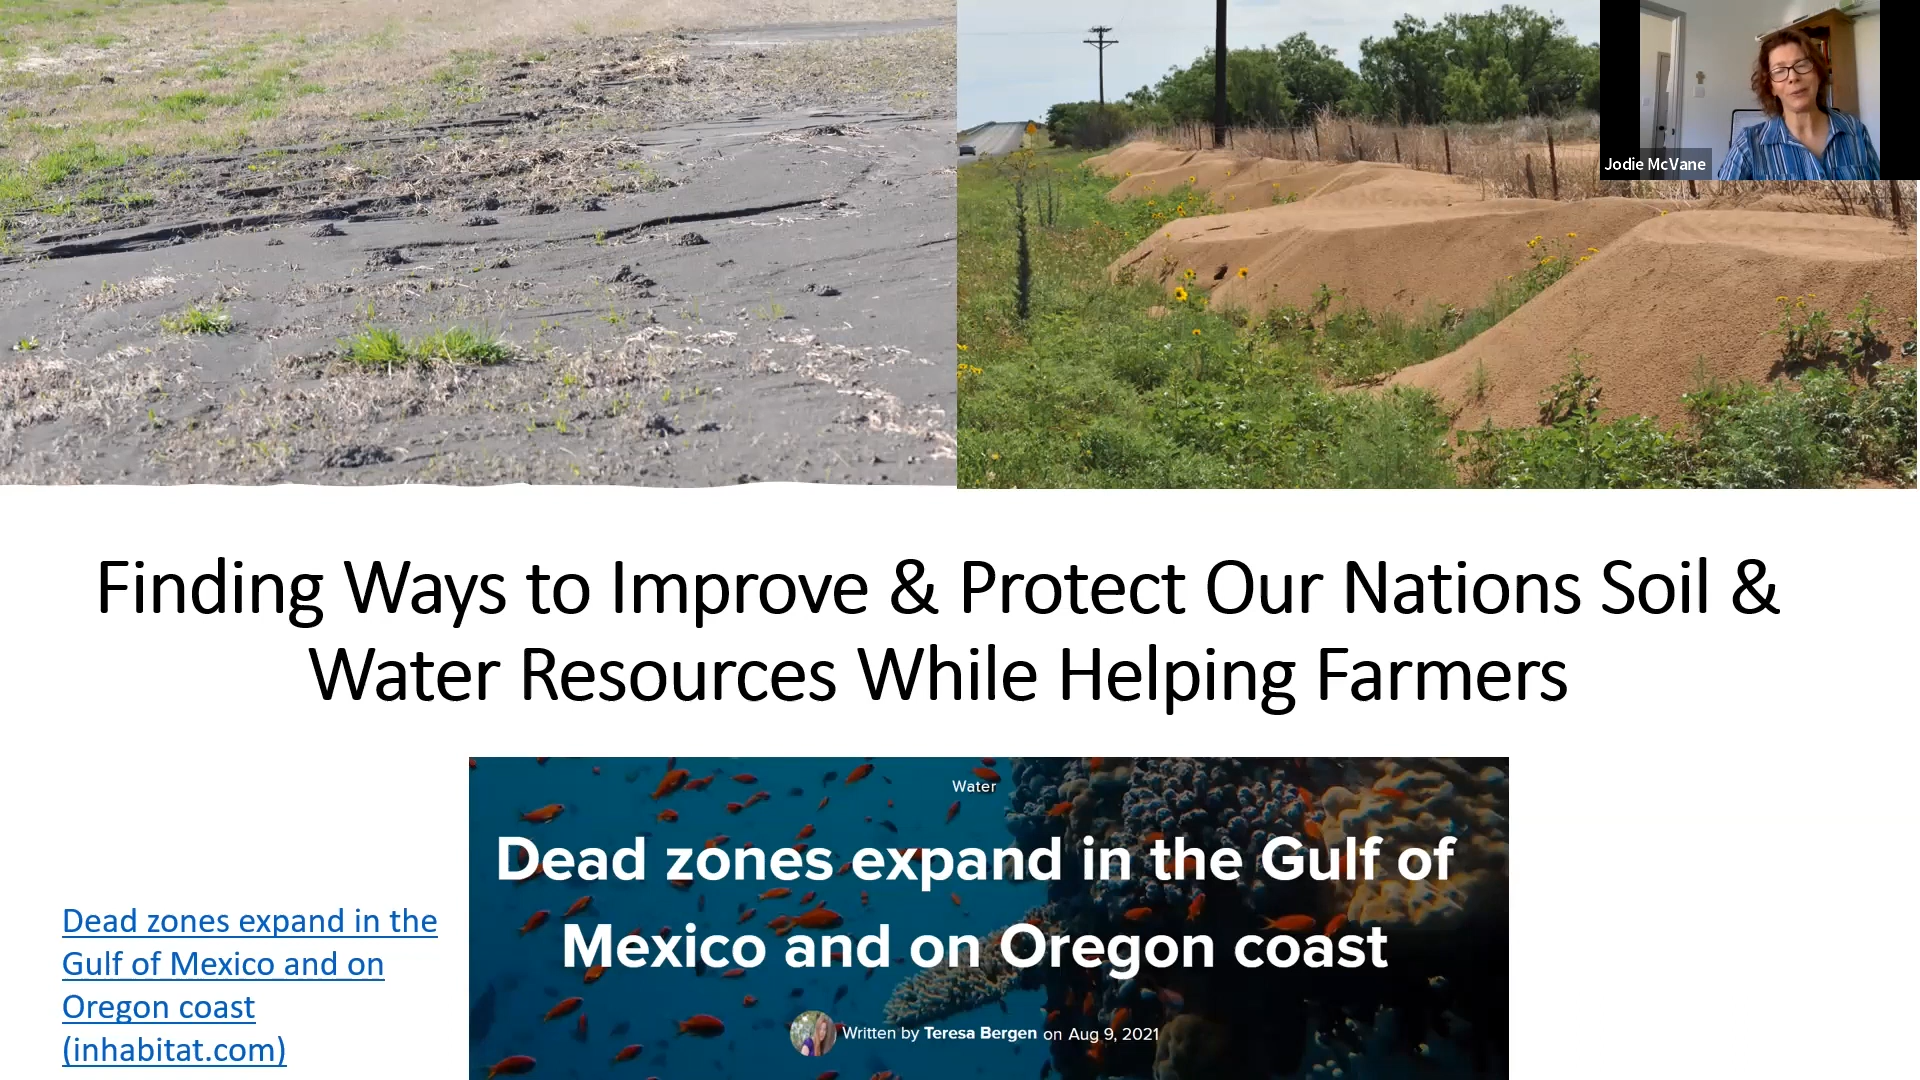 Jodie McVane
Finding Ways to Improve & Protect Our Nations Soil &
Water Resources While Helping Farmers
Water
Dead zones expand in the Gulf of
Mexico and on Oregon coast
Written by Teresa Bergen on Aug 9, 2021
Dead zones expand in the
Gulf of Mexico and on
Oregon coast
(inhabitat.com)